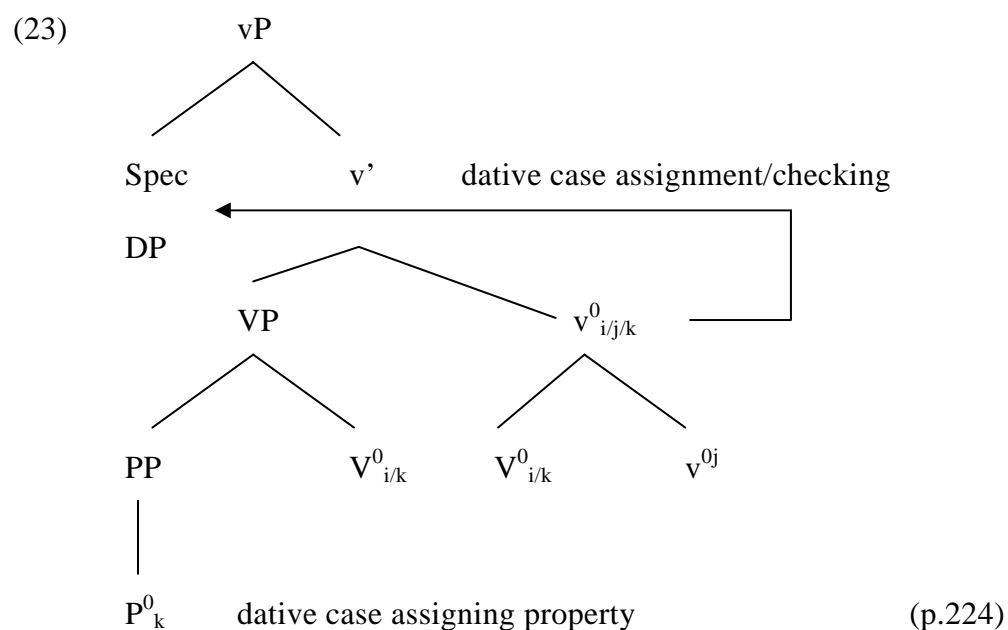 (23) vP
Spec v’ dative case assignment/checking
DP
VP v⁰ᵢ/ⱼ/ₖ
PP V⁰ᵢ/ₖ V⁰ᵢ/ₖ v⁰ʲ
P⁰ₖ dative case assigning property (p.224)